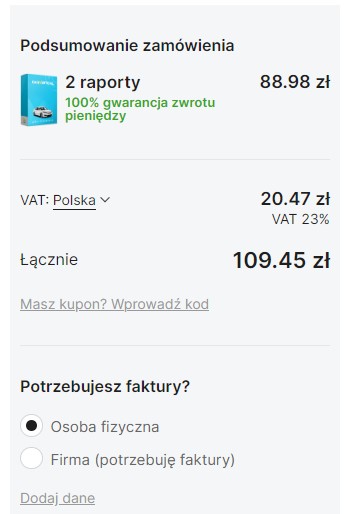 Podsumowanie zamówienia
2 raporty 88.98 zł
100% gwarancja zwrotu
pieniędzy
VAT: Polska 20.47 zł
VAT 23%
Łącznie 109.45 zł
Masz kupon? Wprowadź kod
Potrzebujesz faktury?
Osoba fizyczna
Firma (potrzebuję faktury)
Dodaj dane